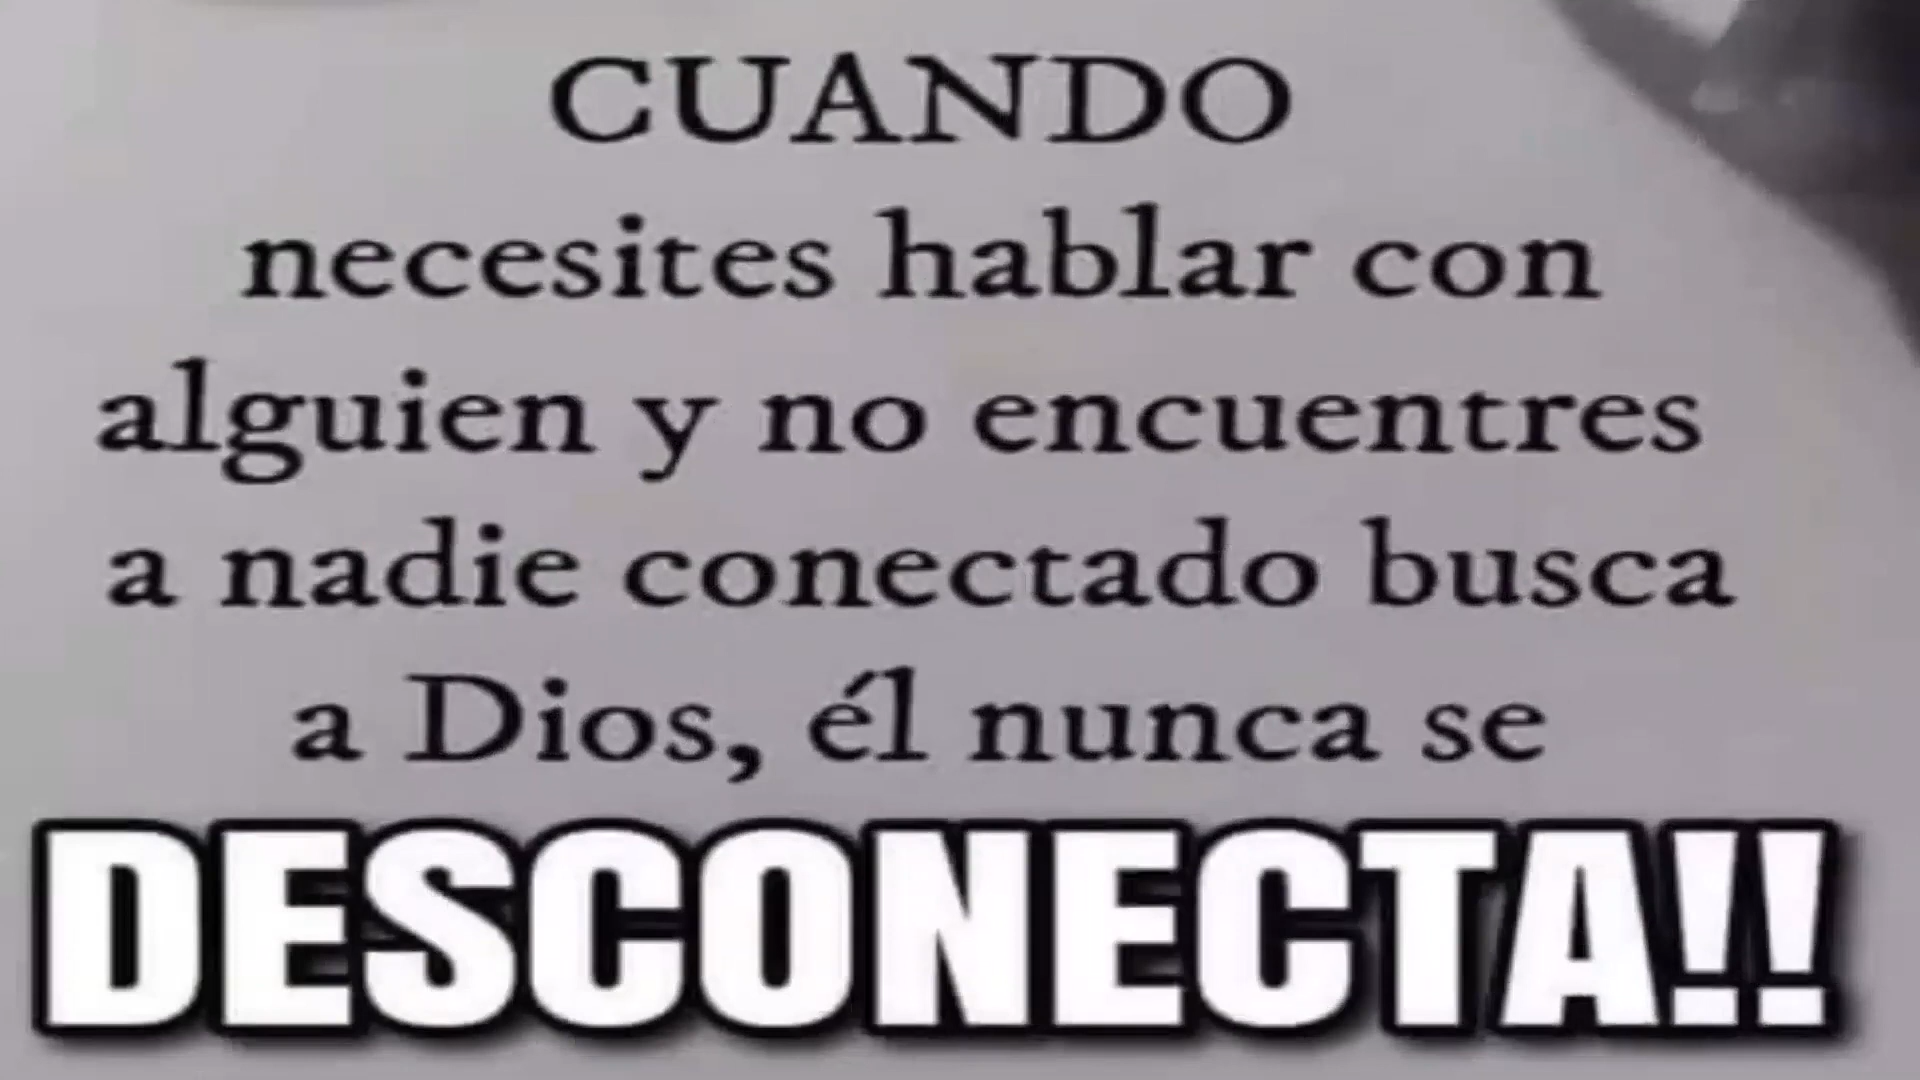 CUANDO
necesites hablar con
alguien y no encuentres
a nadie conectado busca
a Dios, él nunca se
DESCONECTA!!